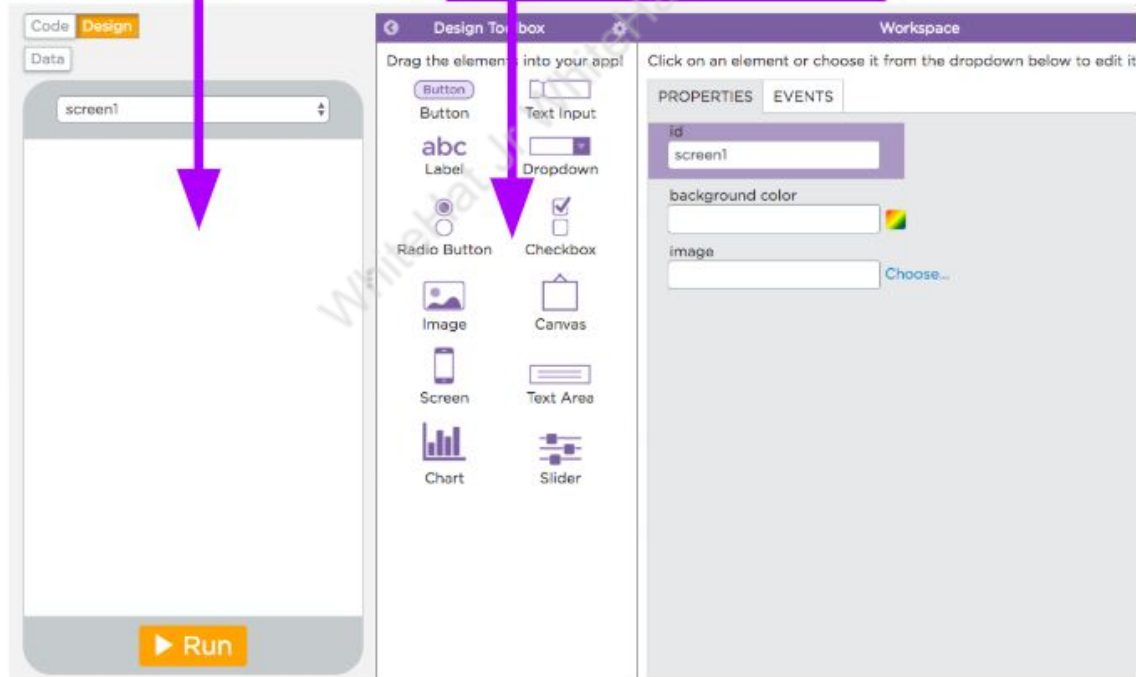 Code Design
Data
screen1
Run
Design Toolbox
Drag the elements into your app!
Button
Button
Text Input
abc
Label
Dropdown
Radio Button
Checkbox
Image
Canvas
Screen
Text Area
Chart
Slider
Workspace
Click on an element or choose it from the dropdown below to edit it
PROPERTIES EVENTS
id
screen1
background color
image
Choose...
WhiteHat Jr